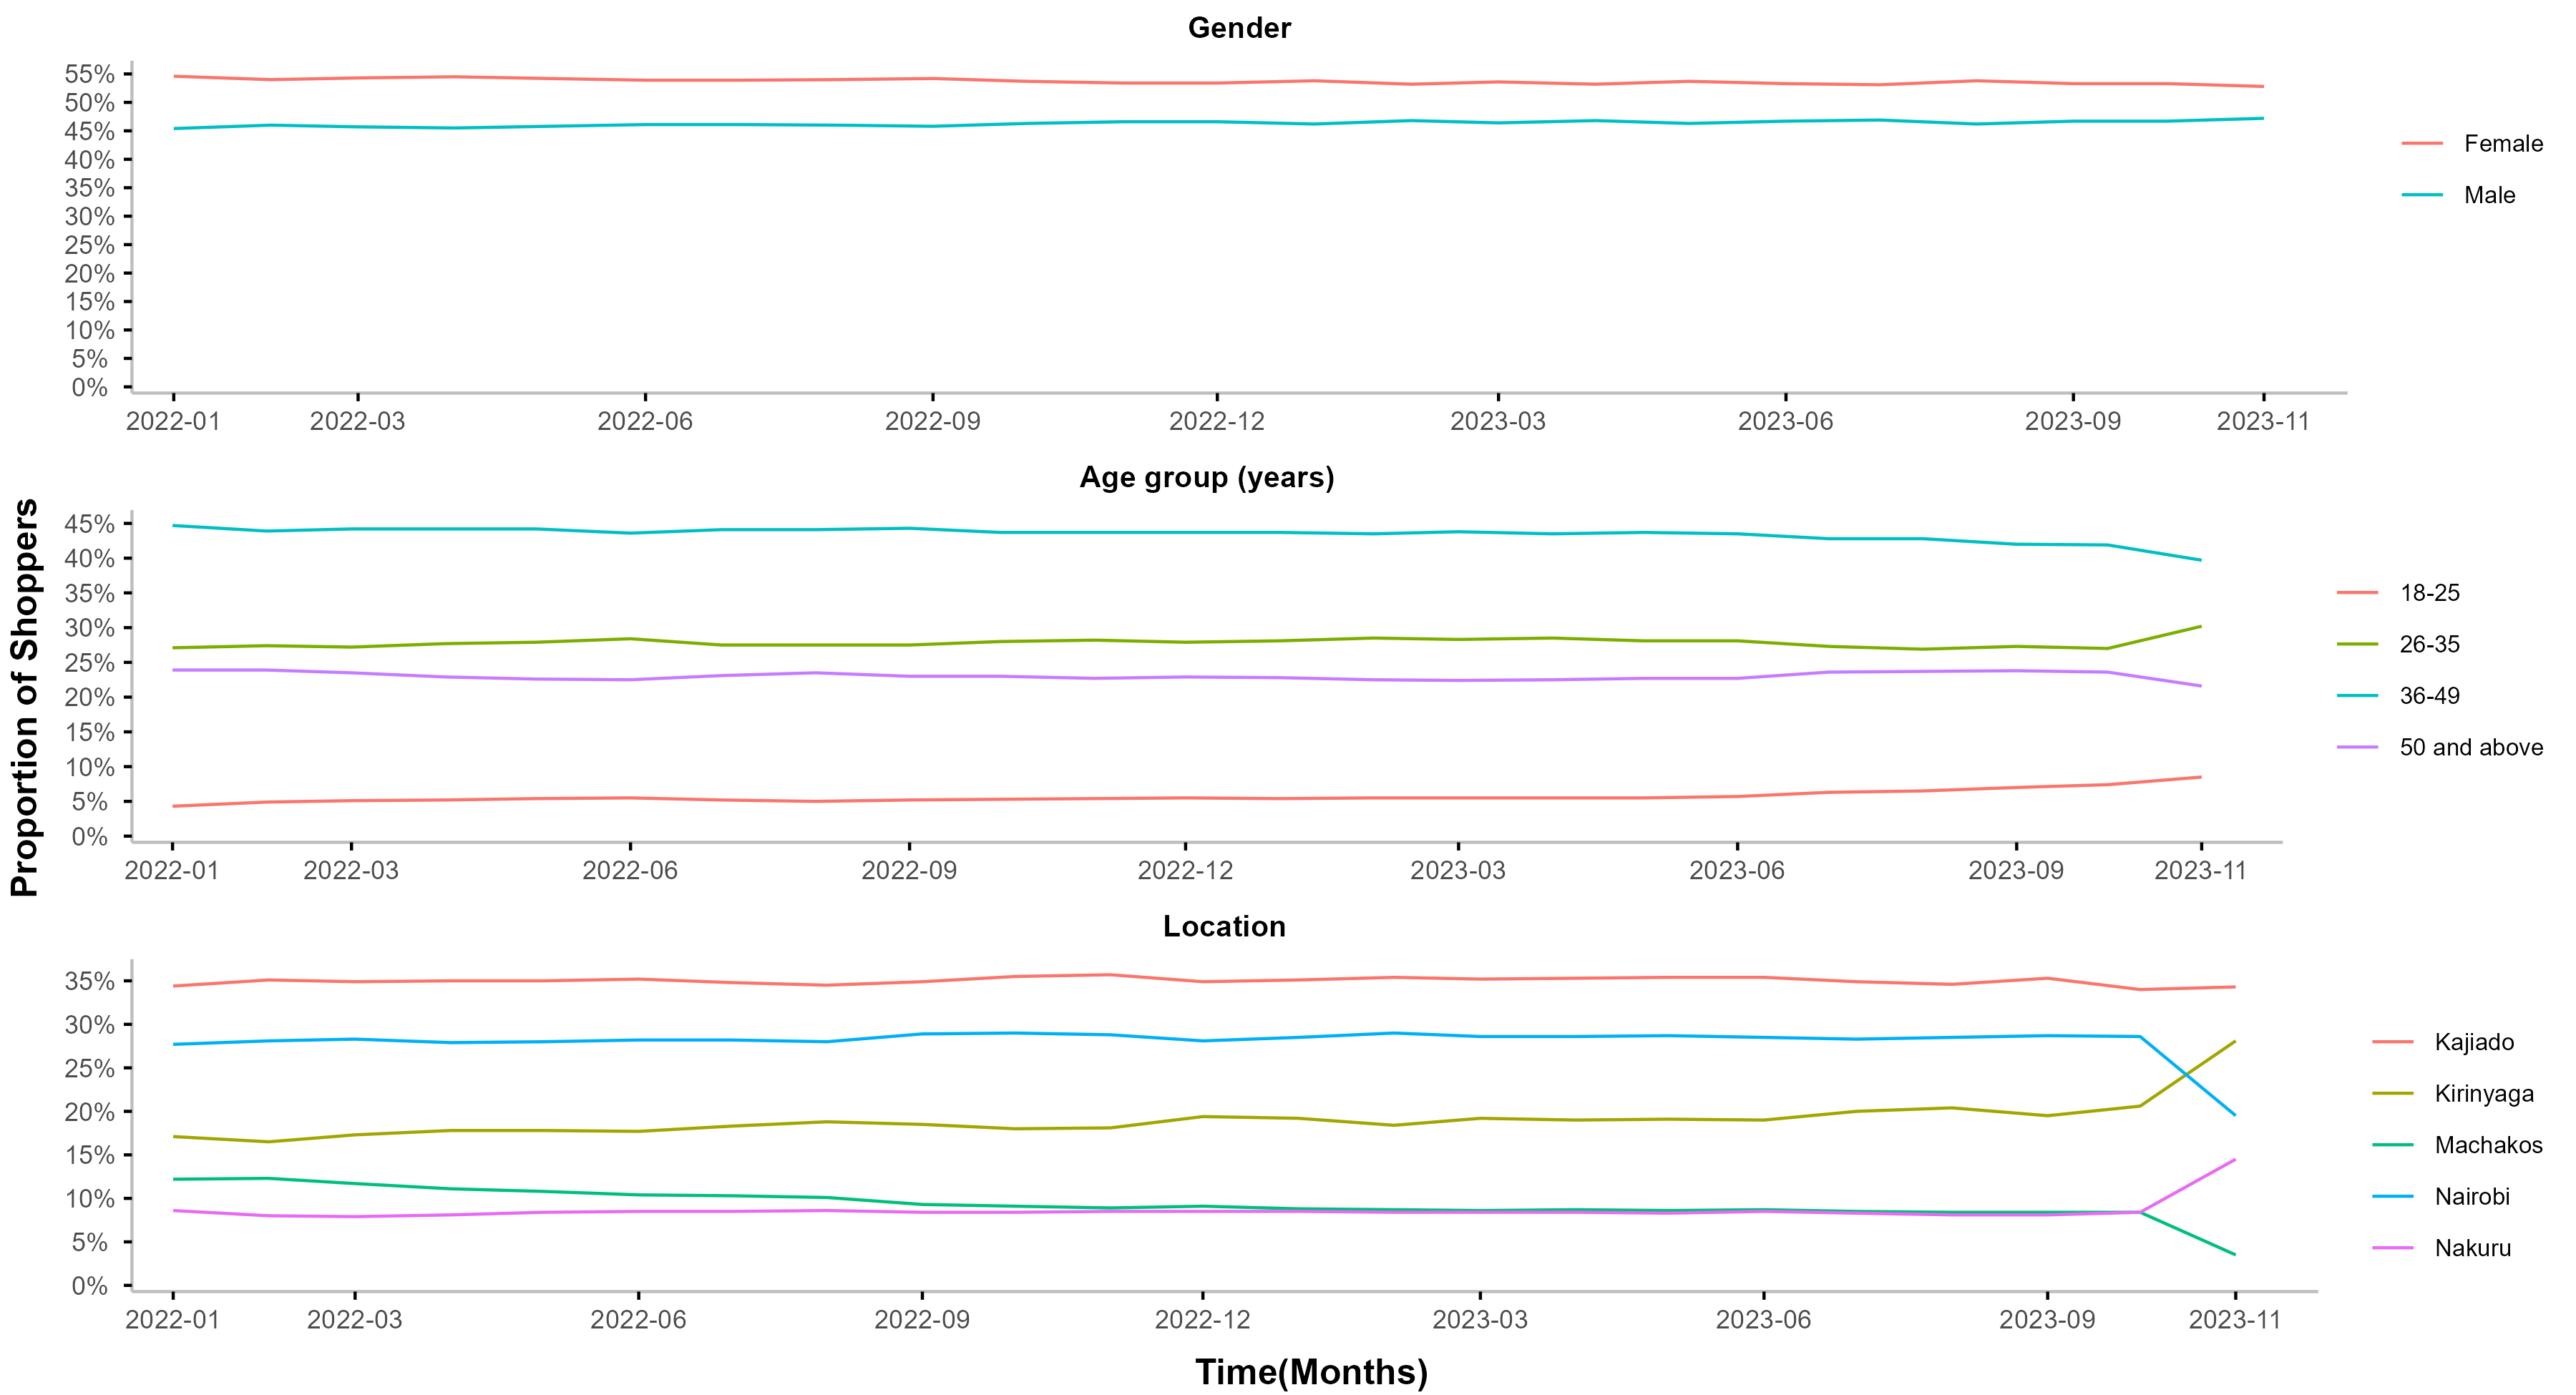 Gender
55%
50%
45%
40%
35%
30%
25%
20%
15%
10%
5%
0%
2022-01 2022-03 2022-06 2022-09 2022-12 2023-03 2023-06 2023-09 2023-11
Female
Male
Proportion of Shoppers
Age group (years)
45%
40%
35%
30%
25%
20%
15%
10%
5%
0%
2022-01 2022-03 2022-06 2022-09 2022-12 2023-03 2023-06 2023-09 2023-11
18-25
26-35
36-49
50 and above
Location
35%
30%
25%
20%
15%
10%
5%
0%
2022-01 2022-03 2022-06 2022-09 2022-12 2023-03 2023-06 2023-09 2023-11
Kajiado
Kirinyaga
Machakos
Nairobi
Nakuru
Time(Months)